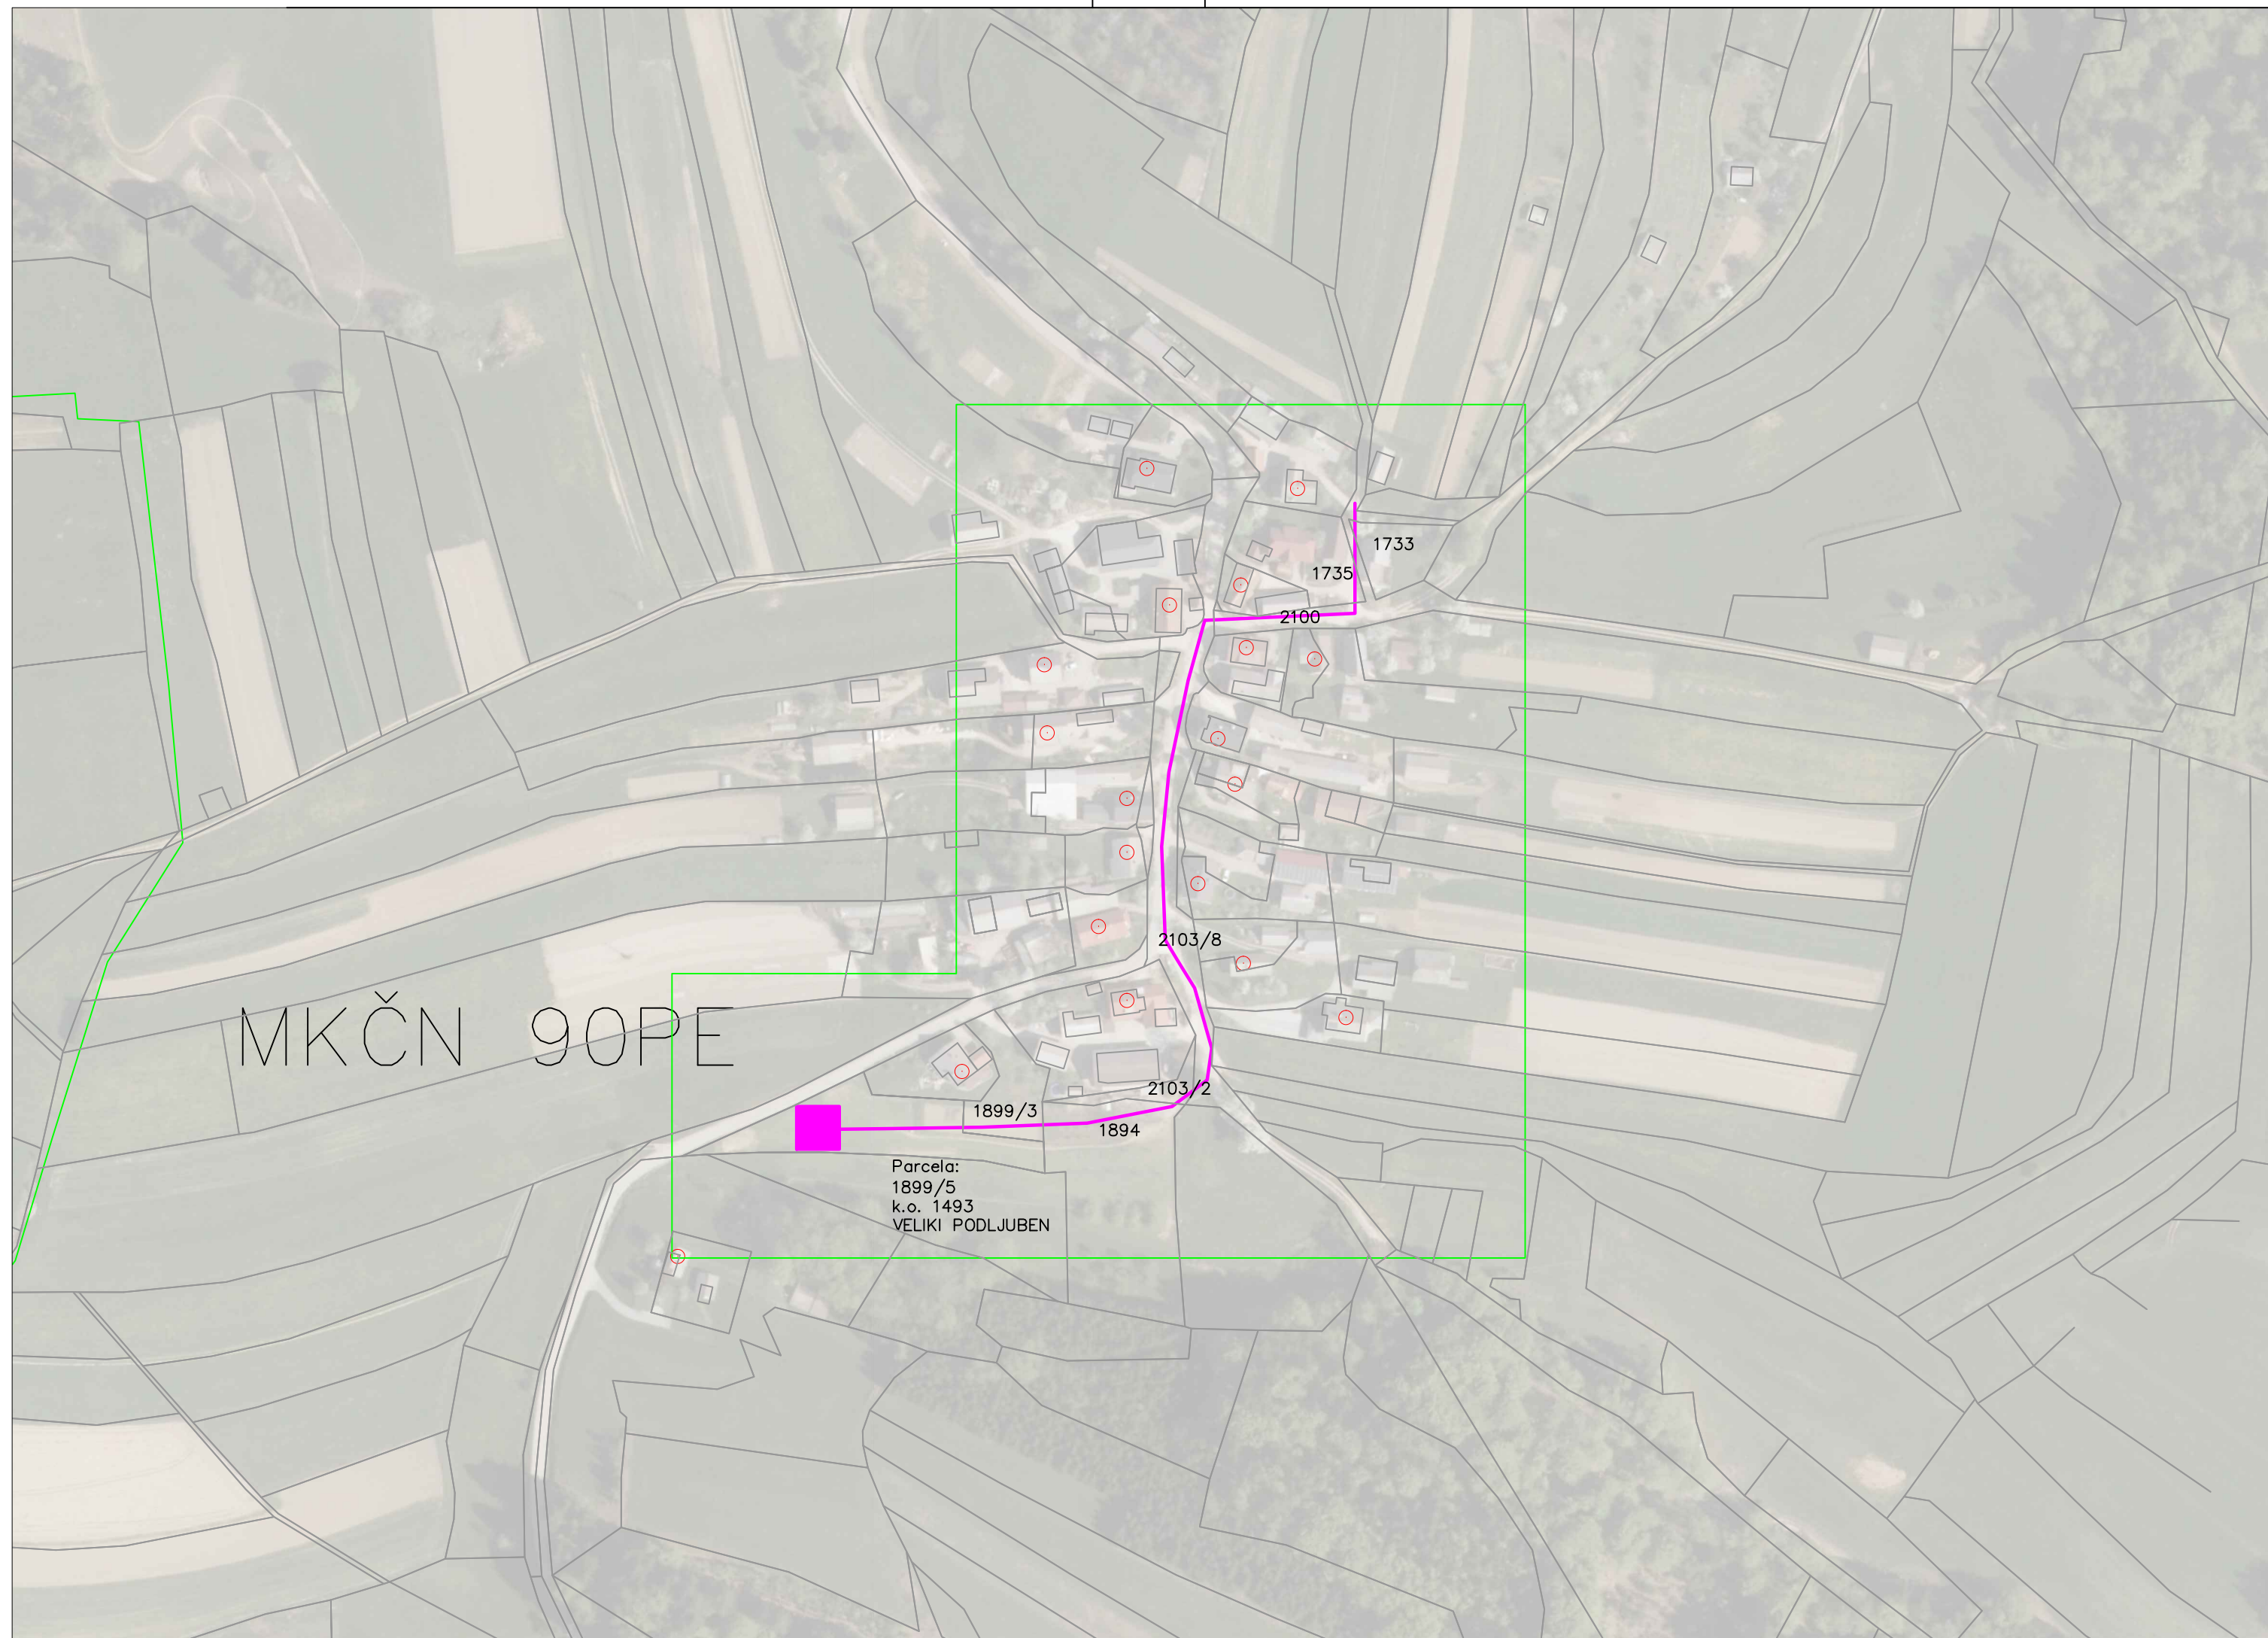 1733
1735
2100
2103/8
MKČN 90PE
2103/2
1899/3
1894
Parcela:
1899/5
k.o. 1493
VELIKI PODLJUBEN